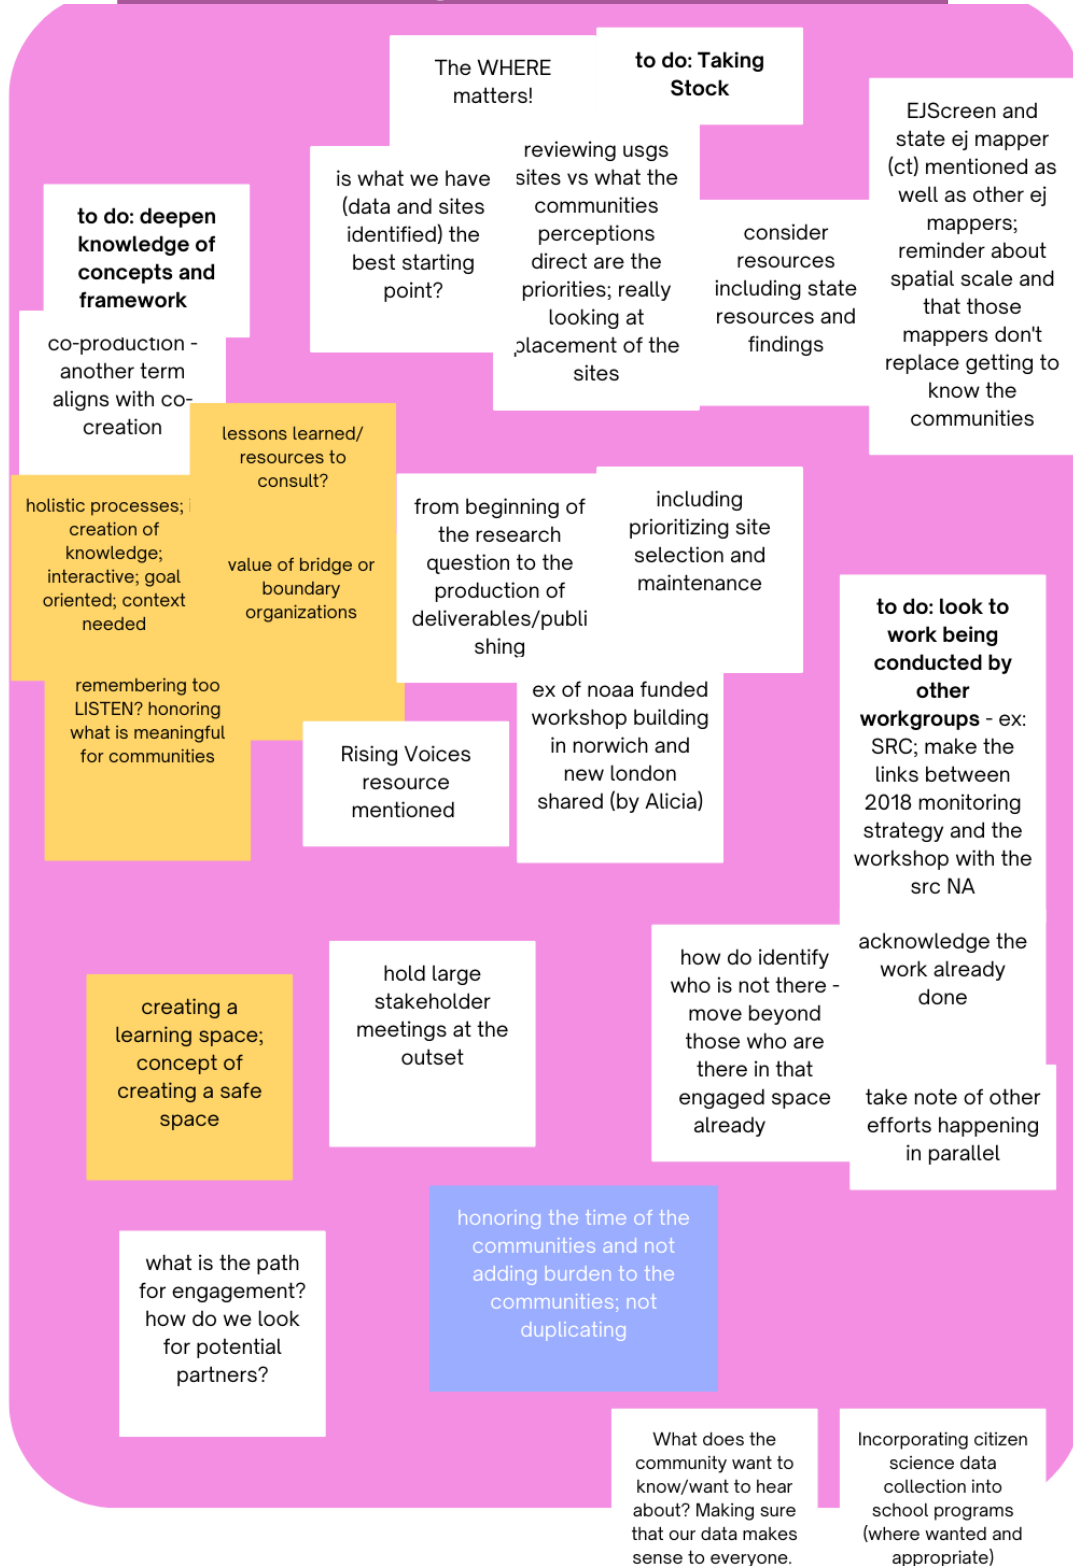 The WHERE
matters!
to do: Taking
Stock
EJScreen and
state ej mapper
(ct) mentioned as
well as other ej
mappers;
reminder about
spatial scale and
that those
mappers don't
replace getting to
know the
communities
is what we have
(data and sites
identified) the
best starting
point?
reviewing usgs
sites vs what the
communities
perceptions
direct are the
priorities; really
looking at
placement of the
sites
consider
resources
including state
resources and
findings
to do: deepen
knowledge of
concepts and
framework
co-production -
another term
aligns with co-
creation
lessons learned/
resources to
consult?
value of bridge or
boundary
organizations
holistic processes;
creation of
knowledge;
interactive; goal
oriented; context
needed
remembering too
LISTEN? honoring
what is meaningful
for communities
from beginning of
the research
question to the
production of
deliverables/publi
shing
including
prioritizing site
selection and
maintenance
Rising Voices
resource
mentioned
ex of noaa funded
workshop building
in norwich and
new london
shared (by Alicia)
to do: look to
work being
conducted by
other
workgroups - ex:
SRC; make the
links between
2018 monitoring
strategy and the
workshop with the
src NA
acknowledge the
work already
done
take note of other
efforts happening
in parallel
how do identify
who is not there -
move beyond
those who are
there in that
engaged space
already
hold large
stakeholder
meetings at the
outset
creating a
learning space;
concept of
creating a safe
space
honoring the time of the
communities and not
adding burden to the
communities; not
duplicating
what is the path
for engagement?
how do we look
for potential
partners?
What does the
community want to
know/want to hear
about? Making sure
that our data makes
sense to everyone.
Incorporating citizen
science data
collection into
school programs
(where wanted and
appropriate)